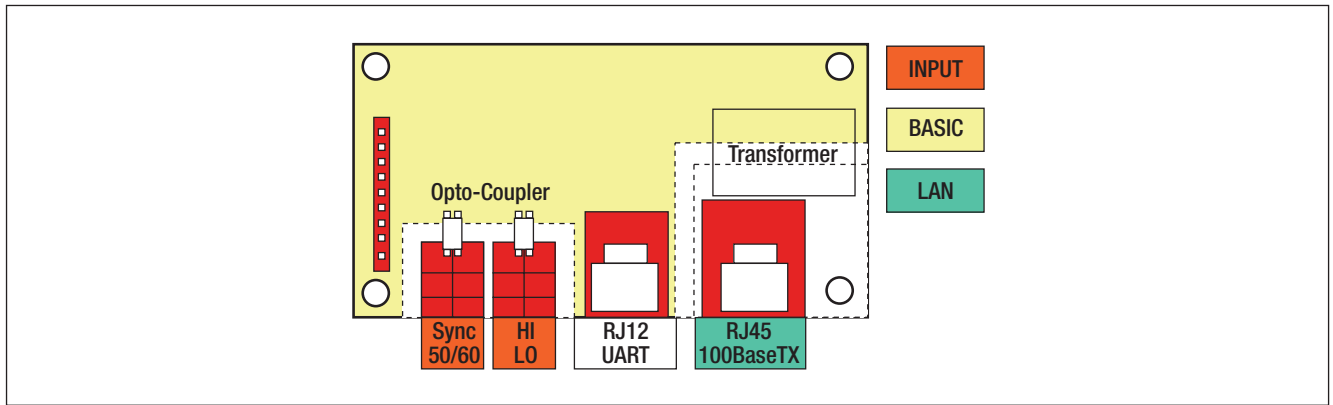 INPUT
BASIC
LAN
Transformer
Opto-Coupler
Sync
50/60
HI
LO
RJ12
UART
RJ45
100BaseTX